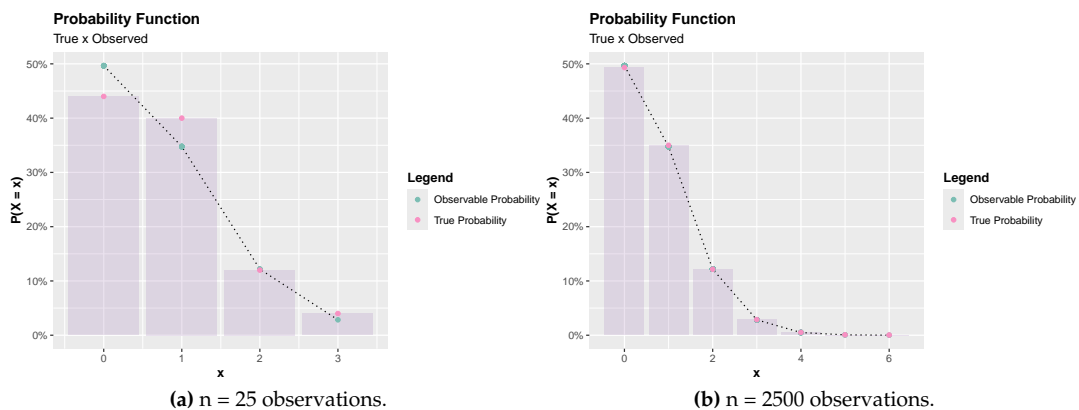 Probability Function
True x Observed
50%
40%
30%
20%
10%
0%
P(X = x)
0 1 2 3
x
Legend
Observable Probability
True Probability
(a) n = 25 observations.
Probability Function
True x Observed
50%
40%
30%
20%
10%
0%
P(X = x)
0 2 4 6
x
Legend
Observable Probability
True Probability
(b) n = 2500 observations.